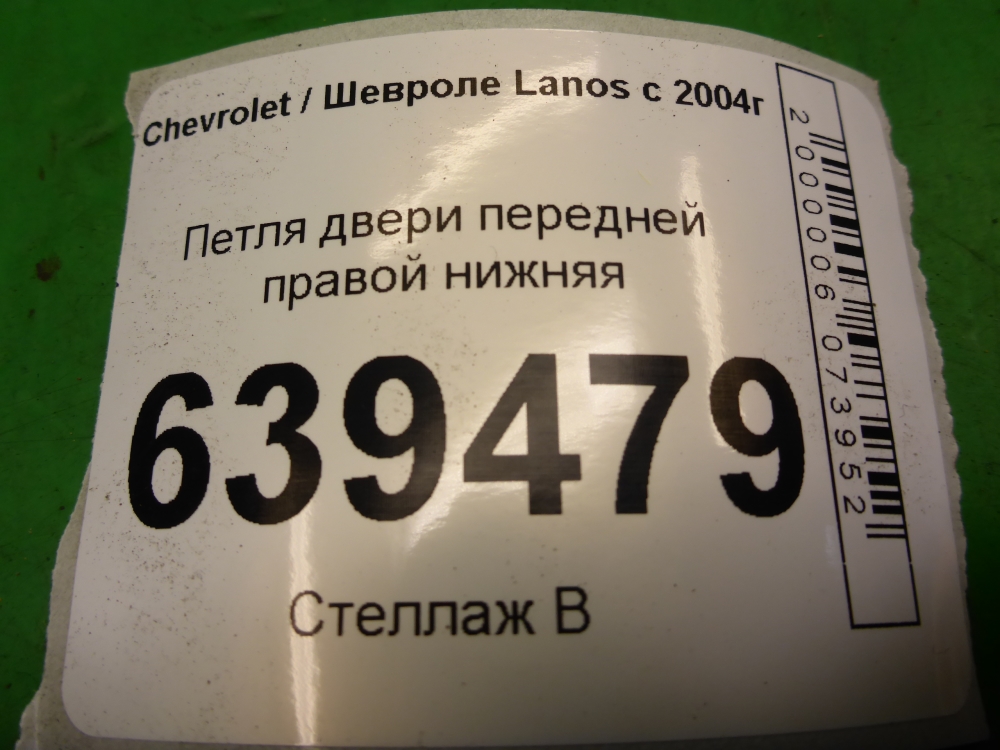 Chevrolet / Шевроле Lanos с 2004г
Петля двери передней
правой нижняя
639479
Стеллаж В
2000006073952